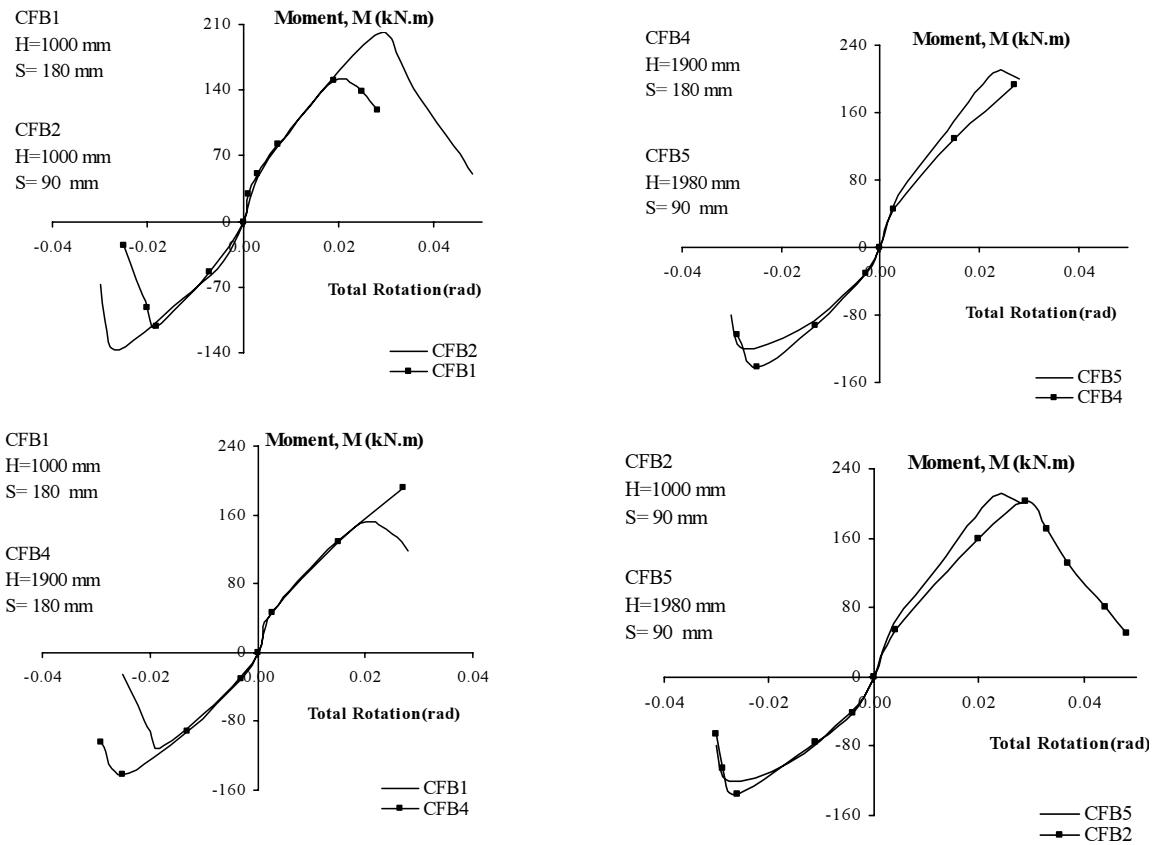 CFB1
H=1000 mm
S= 180 mm
CFB2
H=1000 mm
S= 90 mm
Moment, M (kN.m)
210
140
70
0
-70
-140
-0.04
-0.02
0.00
0.02
0.04
Total Rotation(rad)
CFB2
CFB1
CFB4
H=1900 mm
S= 180 mm
CFB5
H=1980 mm
S= 90 mm
Moment, M (kN.m)
240
160
80
0
-80
-160
-0.04
-0.02
0.00
0.02
0.04
Total Rotation(rad)
CFB5
CFB4
CFB1
H=1000 mm
S= 180 mm
CFB4
H=1900 mm
S= 180 mm
Moment, M (kN.m)
240
160
80
0
-80
-160
-0.04
-0.02
0.00
0.02
0.04
Total Rotation(rad)
CFB1
CFB4
CFB2
H=1000 mm
S= 90 mm
CFB5
H=1980 mm
S= 90 mm
Moment, M (kN.m)
240
160
80
0
-80
-160
-0.04
-0.02
0.00
0.02
0.04
Total Rotation(rad)
CFB5
CFB2